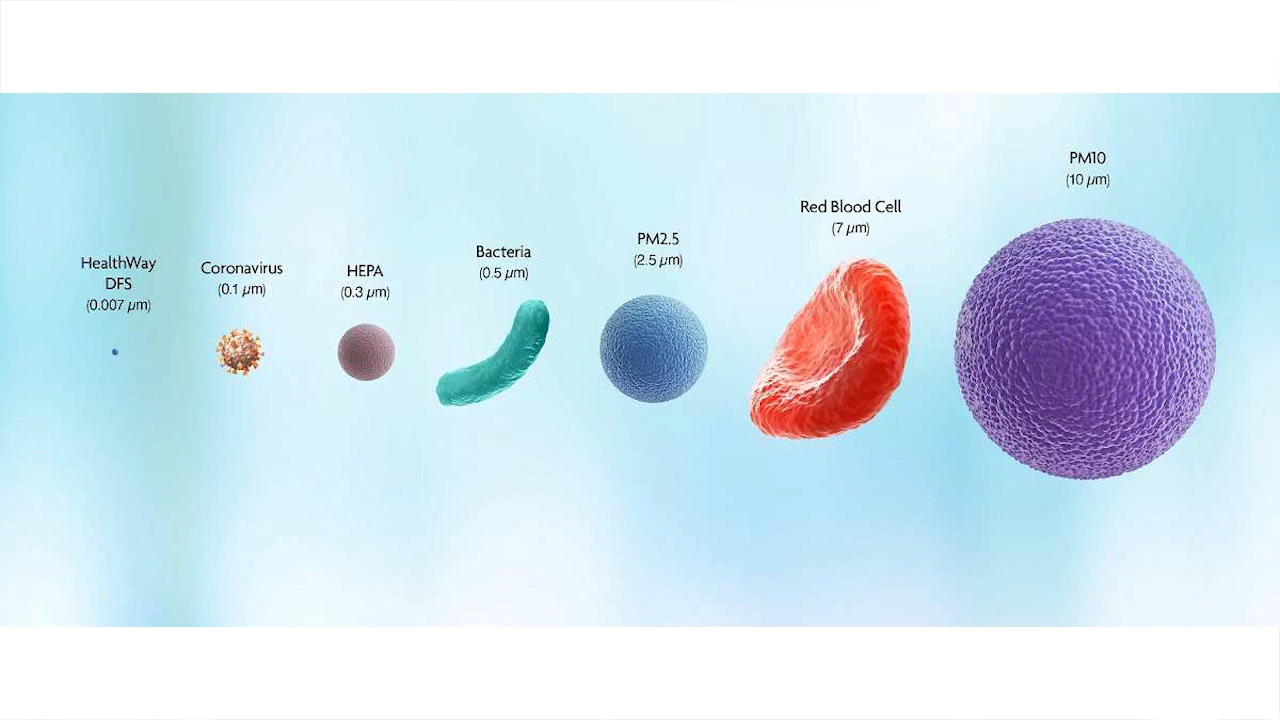 HealthWay
DFS
(0.007 μm)
Coronavirus
(0.1 μm)
HEPA
(0.3 μm)
Bacteria
(0.5 μm)
PM2.5
(2.5 μm)
Red Blood Cell
(7 μm)
PM10
(10 μm)